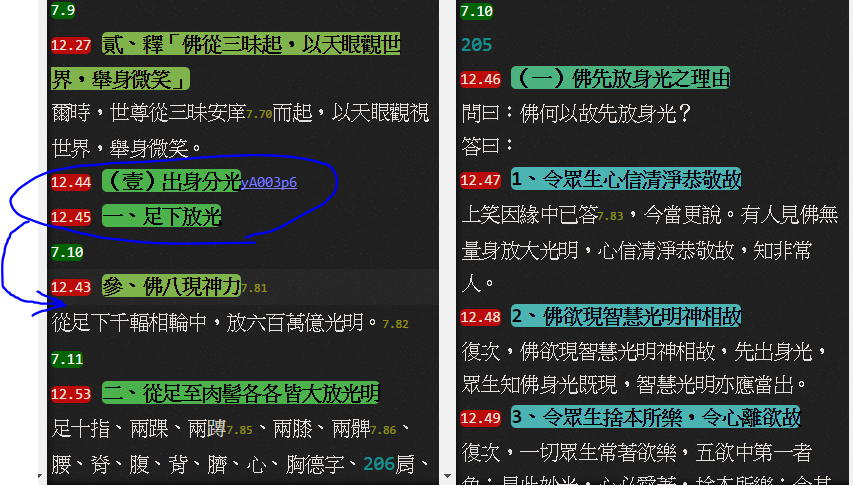 7.9
12.27 貳、釋「佛從三昧起，以天眼觀世
界，舉身微笑」
爾時，世尊從三昧安庠7.70而起，以天眼觀視
世界，舉身微笑。
12.44 （壹）出身分光yA003p6
12.45 一、足下放光
7.10
12.43 參、佛八現神力7.81
從足下千輻相輪中，放六百萬億光明。7.82
7.11
12.53 二、從足至肉髻各各皆大放光明
足十指、兩踝、兩䏝7.85、兩膝、兩髀7.86、
腰、脊、腹、背、臍、心、胸德字、206肩、
7.10
205
12.46 （一）佛先放身光之理由
問曰：佛何以故先放身光？
答曰：
12.47 1、令眾生心信清淨恭敬故
上笑因緣中已答7.83，今當更說。有人見佛無
量身放大光明，心信清淨恭敬故，知非常
人。
12.48 2、佛欲現智慧光明神相故
復次，佛欲現智慧光明神相故，先出身光，
眾生知佛身光既現，智慧光明亦應當出。
12.49 3、令眾生捨本所樂，令心離欲故
復次，一切眾生常著欲樂，五欲中第一者